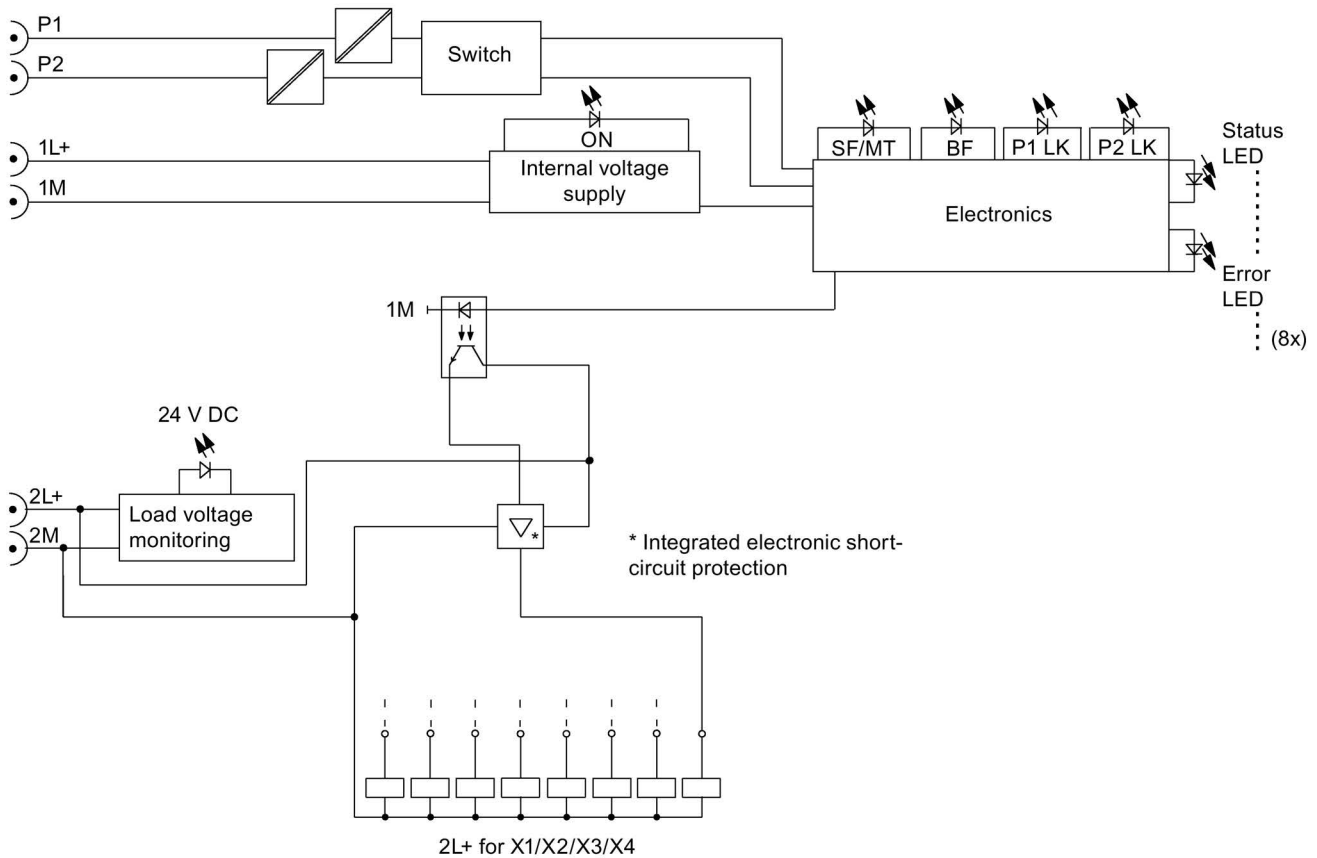 P1
P2
Switch
1L+
1M
ON
Internal voltage
supply
SF/MT
BF
P1 LK
P2 LK
Status
LED
Electronics
Error
LED
(8x)
1M
24 V DC
2L+
2M
Load voltage
monitoring
*
* Integrated electronic short-
circuit protection
2L+ for X1/X2/X3/X4